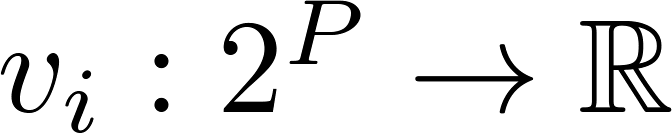 v_i : 2^P → ℝ